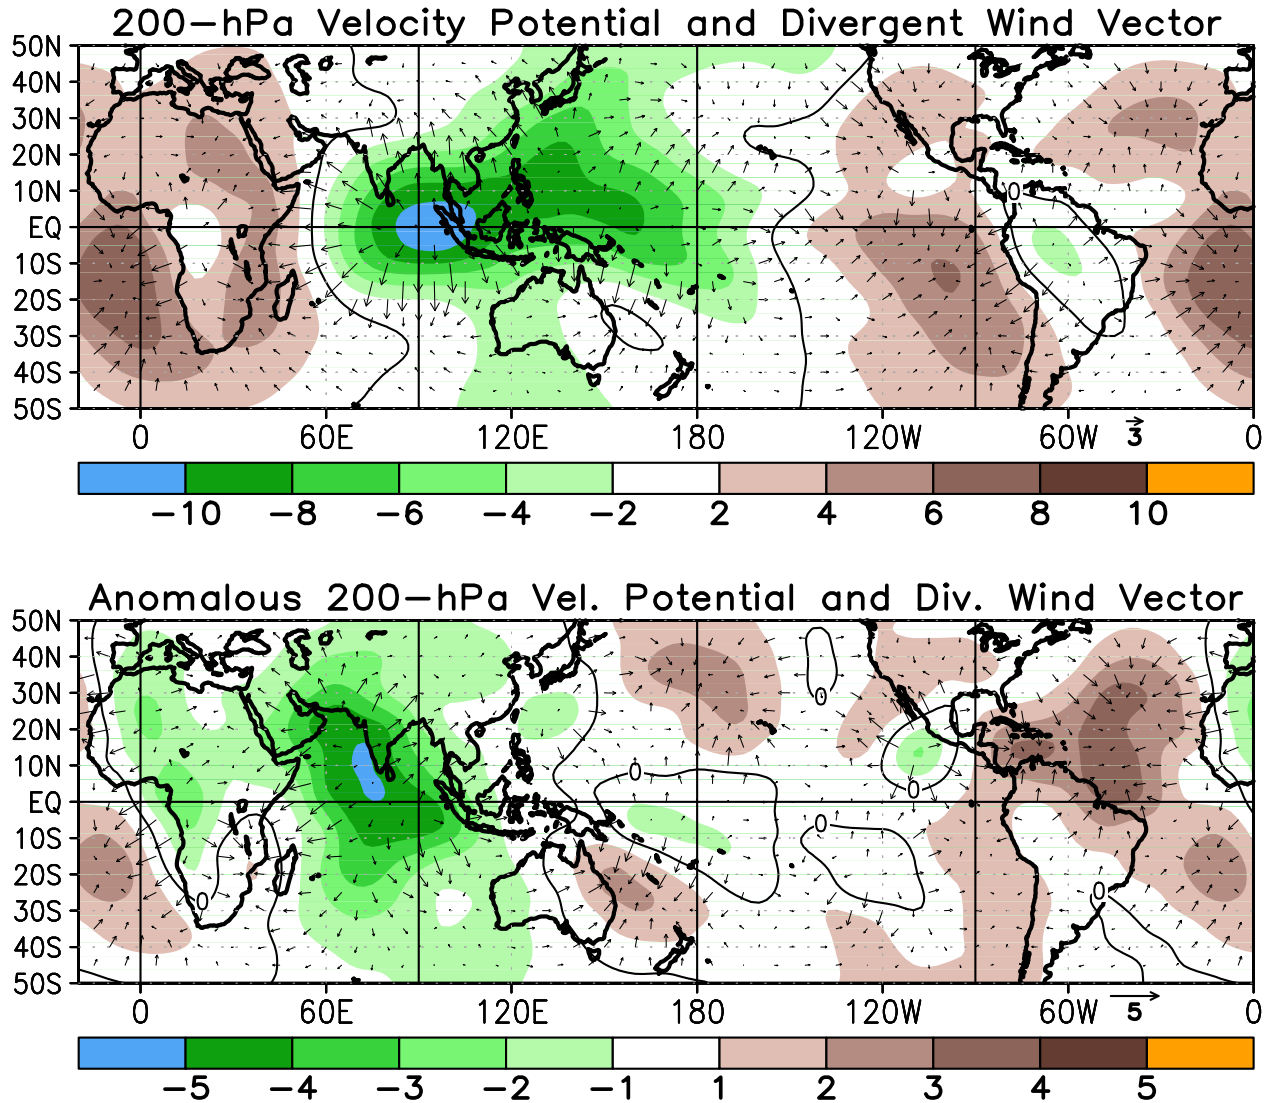 200-hPa Velocity Potential and Divergent Wind Vector
50N
40N
30N
20N
10N
EQ
10S
20S
30S
40S
50S
0
0 60E 120E 180 120W 60W 0
3
-10 -8 -6 -4 -2 2 4 6 8 10
Anomalous 200-hPa Vel. Potential and Div. Wind Vector
50N
40N
30N
20N
10N
EQ
10S
20S
30S
40S
50S
0
0
0
0
0
0
0 60E 120E 180 120W 60W 0
5
-5 -4 -3 -2 -1 1 2 3 4 5